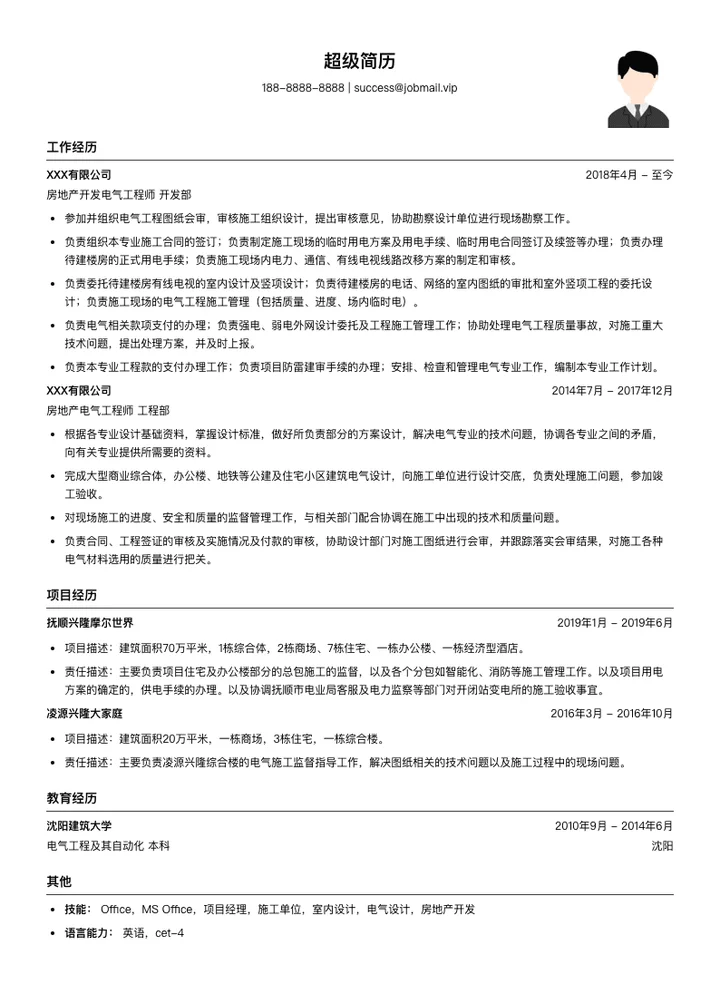 超级简历
188-8888-8888 | success@jobmail.vip
工作经历
XXX有限公司 2018年4月 - 至今
房地产开发电气工程师 开发部
• 参加并组织电气工程图纸会审，审核施工组织设计，提出审核意见，协助勘察设计单位进行现场勘察工作。
• 负责组织本专业施工合同的签订；负责制定施工现场的临时用电方案及用电手续、临时用电合同签订及续签等办理；负责办理
待建楼房的正式用电手续；负责施工现场内电力、通信、有线电视线路改移方案的制定和审核。
• 负责委托待建楼房有线电视的室内设计及竖项设计；负责待建楼房的电话、网络的室内图纸的审批和室外竖项工程的委托设
计；负责施工现场的电气工程施工管理（包括质量、进度、场内临时电）。
• 负责电气相关款项支付的办理；负责强电、弱电外网设计委托及工程施工管理工作；协助处理电气工程质量事故，对施工重大
技术问题，提出处理方案，并及时上报。
• 负责本专业工程款的支付办理工作；负责项目防雷建审手续的办理；安排、检查和管理电气专业工作，编制本专业工作计划。
XXX有限公司 2014年7月 - 2017年12月
房地产电气工程师 工程部
• 根据各专业设计基础资料，掌握设计标准，做好所负责部分的方案设计，解决电气专业的技术问题，协调各专业之间的矛盾，
向有关专业提供所需要的资料。
• 完成大型商业综合体，办公楼、地铁等公建及住宅小区建筑电气设计，向施工单位进行设计交底，负责处理施工问题，参加竣
工验收。
• 对现场施工的进度、安全和质量的监督管理工作，与相关部门配合协调在施工中出现的技术和质量问题。
• 负责合同、工程签证的审核及实施情况及付款的审核，协助设计部门对施工图纸进行会审，并跟踪落实会审结果，对施工各种
电气材料选用的质量进行把关。
项目经历
抚顺兴隆摩尔世界 2019年1月 - 2019年6月
• 项目描述：建筑面积70万平米，1栋综合体，2栋商场、7栋住宅、一栋办公楼、一栋经济型酒店。
• 责任描述：主要负责项目住宅及办公楼部分的总包施工的监督，以及各个分包如智能化、消防等施工管理工作。以及项目用电
方案的确定的，供电手续的办理。以及协调抚顺市电业局客服及电力监察等部门对开闭站变电所的施工验收事宜。
凌源兴隆大家庭 2016年3月 - 2016年10月
• 项目描述：建筑面积20万平米，一栋商场，3栋住宅，一栋综合楼。
• 责任描述：主要负责凌源兴隆综合楼的电气施工监督指导工作，解决图纸相关的技术问题以及施工过程中的现场问题。
教育经历
沈阳建筑大学 2010年9月 - 2014年6月
电气工程及其自动化 本科 沈阳
其他
• 技能： Office，MS Office，项目经理，施工单位，室内设计，电气设计，房地产开发
• 语言能力： 英语，cet-4